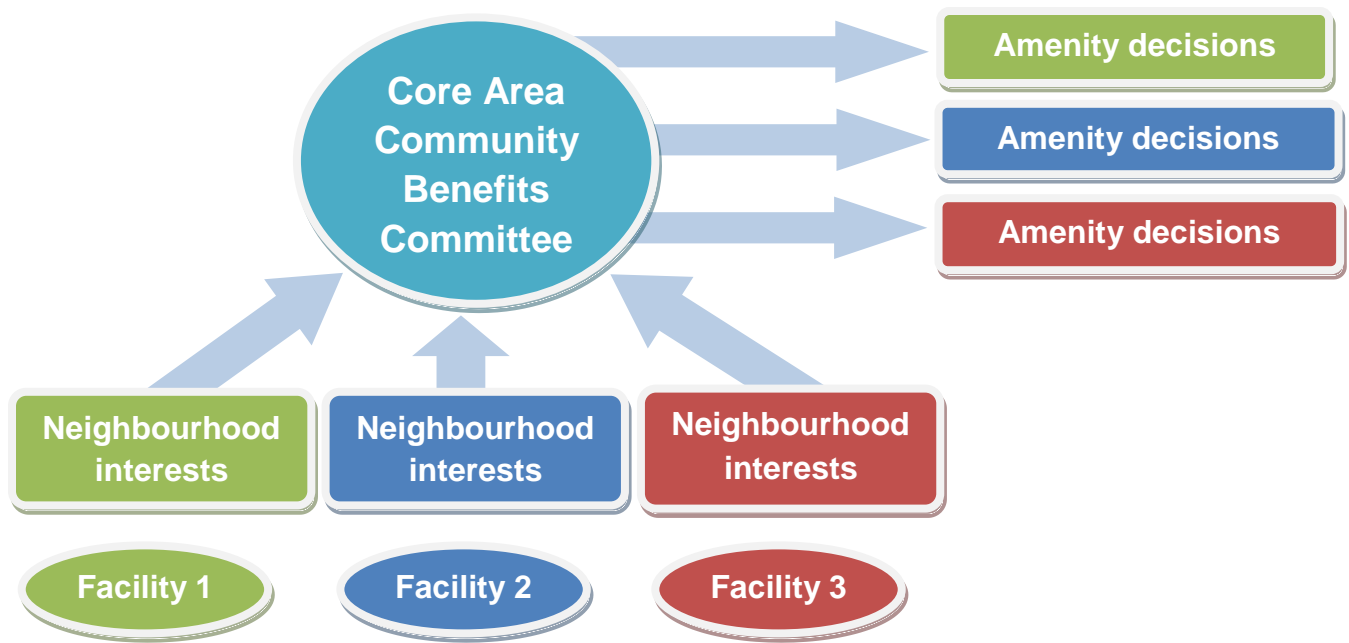 Core Area
Community
Benefits
Committee
Amenity decisions
Amenity decisions
Amenity decisions
Neighbourhood
interests
Neighbourhood
interests
Neighbourhood
interests
Facility 1
Facility 2
Facility 3